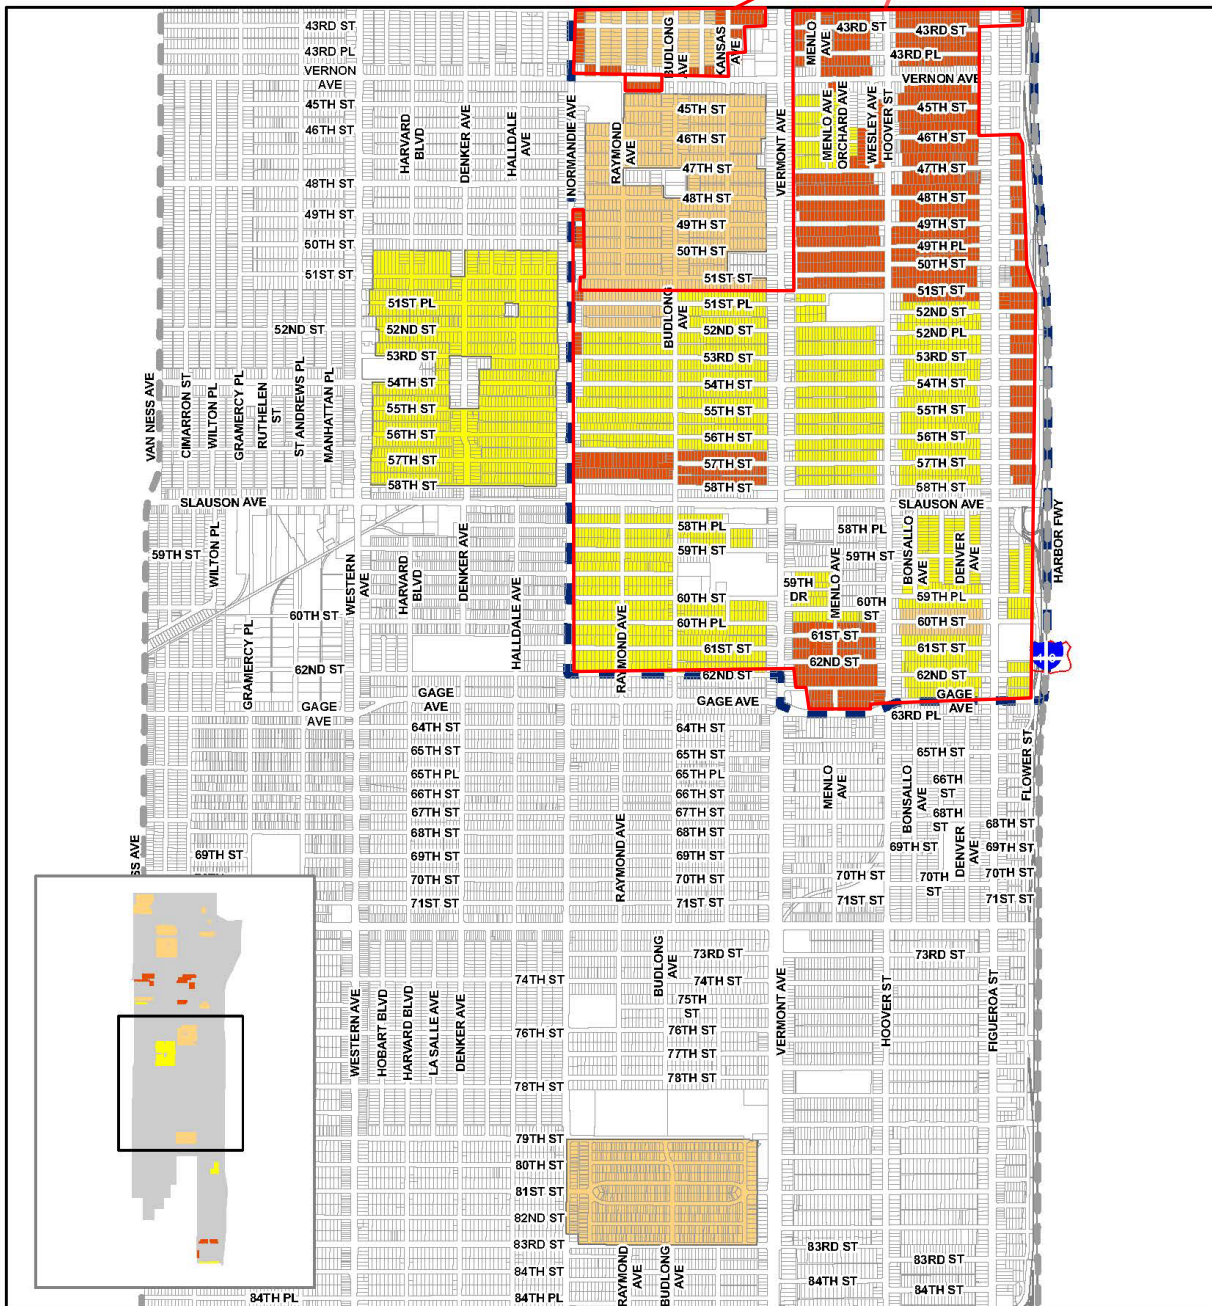 43RD ST
43RD PL
VERNON
AVE
45TH ST
46TH ST
48TH ST
49TH ST
50TH ST
51ST ST
52ND ST
HARVARD
BLVD
DENKER AVE
HALLDALE
AVE
NORMANDIE AVE
RAYMOND
AVE
BUDLONG
AVE
KANSAS
AVE
VERMONT AVE
MENLO
AVE
43RD ST
43RD ST
43RD PL
VERNON AVE
MENLO AVE
ORCHARD AVE
WESLEY AVE
HOOVER ST
45TH ST
46TH ST
47TH ST
48TH ST
49TH ST
50TH ST
51ST ST
45TH ST
46TH ST
47TH ST
48TH ST
49TH ST
49TH PL
50TH ST
51ST ST
52ND ST
52ND PL
53RD ST
54TH ST
55TH ST
56TH ST
57TH ST
58TH ST
SLAUSON AVE
51ST PL
52ND ST
53RD ST
54TH ST
55TH ST
56TH ST
57TH ST
58TH ST
BUDLONG
AVE
51ST PL
52ND ST
53RD ST
54TH ST
55TH ST
56TH ST
57TH ST
58TH ST
VAN NESS AVE
CIMARRON ST
WILTON PL
GRAMERCY PL
RUTHELEN
ST
ST ANDREWS PL
MANHATTAN PL
SLAUSON AVE
59TH ST
WILTON PL
GRAMERCY PL
60TH ST
62ND ST
WESTERN
AVE
HARVARD
BLVD
DENKER AVE
HALLDALE AVE
RAYMOND AVE
58TH PL
59TH ST
60TH ST
60TH PL
61ST ST
62ND ST
GAGE AVE
58TH PL
59TH ST
59TH
DR
MENLO AVE
60TH
ST
61ST ST
62ND ST
BONSALLO
AVE
DENVER
AVE
59TH PL
60TH ST
61ST ST
62ND ST
GAGE
AVE
63RD PL
HARBOR FWY
FLOWER ST
GAGE
AVE
GAGE
AVE
64TH ST
65TH ST
65TH PL
66TH ST
67TH ST
68TH ST
69TH ST
70TH ST
71ST ST
69TH ST
SS AVE
RAYMOND AVE
64TH ST
65TH ST
65TH PL
66TH ST
67TH ST
68TH ST
69TH ST
70TH ST
71ST ST
MENLO
AVE
70TH ST
71ST ST
BONSALLO
AVE
65TH ST
66TH
ST
68TH
ST
69TH ST
70TH
ST
DENVER
AVE
68TH ST
69TH ST
70TH ST
71ST ST
73RD ST
BUDLONG
AVE
73RD ST
74TH ST
75TH
ST
76TH ST
77TH ST
78TH ST
74TH ST
76TH ST
78TH ST
79TH ST
80TH ST
81ST ST
82ND ST
83RD ST
84TH ST
84TH PL
84TH PL
WESTERN AVE
HOBART BLVD
HARVARD BLVD
LA SALLE AVE
DENKER AVE
VERMONT AVE
HOOVER ST
FIGUEROA ST
RAYMOND
AVE
BUDLONG
AVE
83RD ST
84TH ST
83RD ST
84TH ST